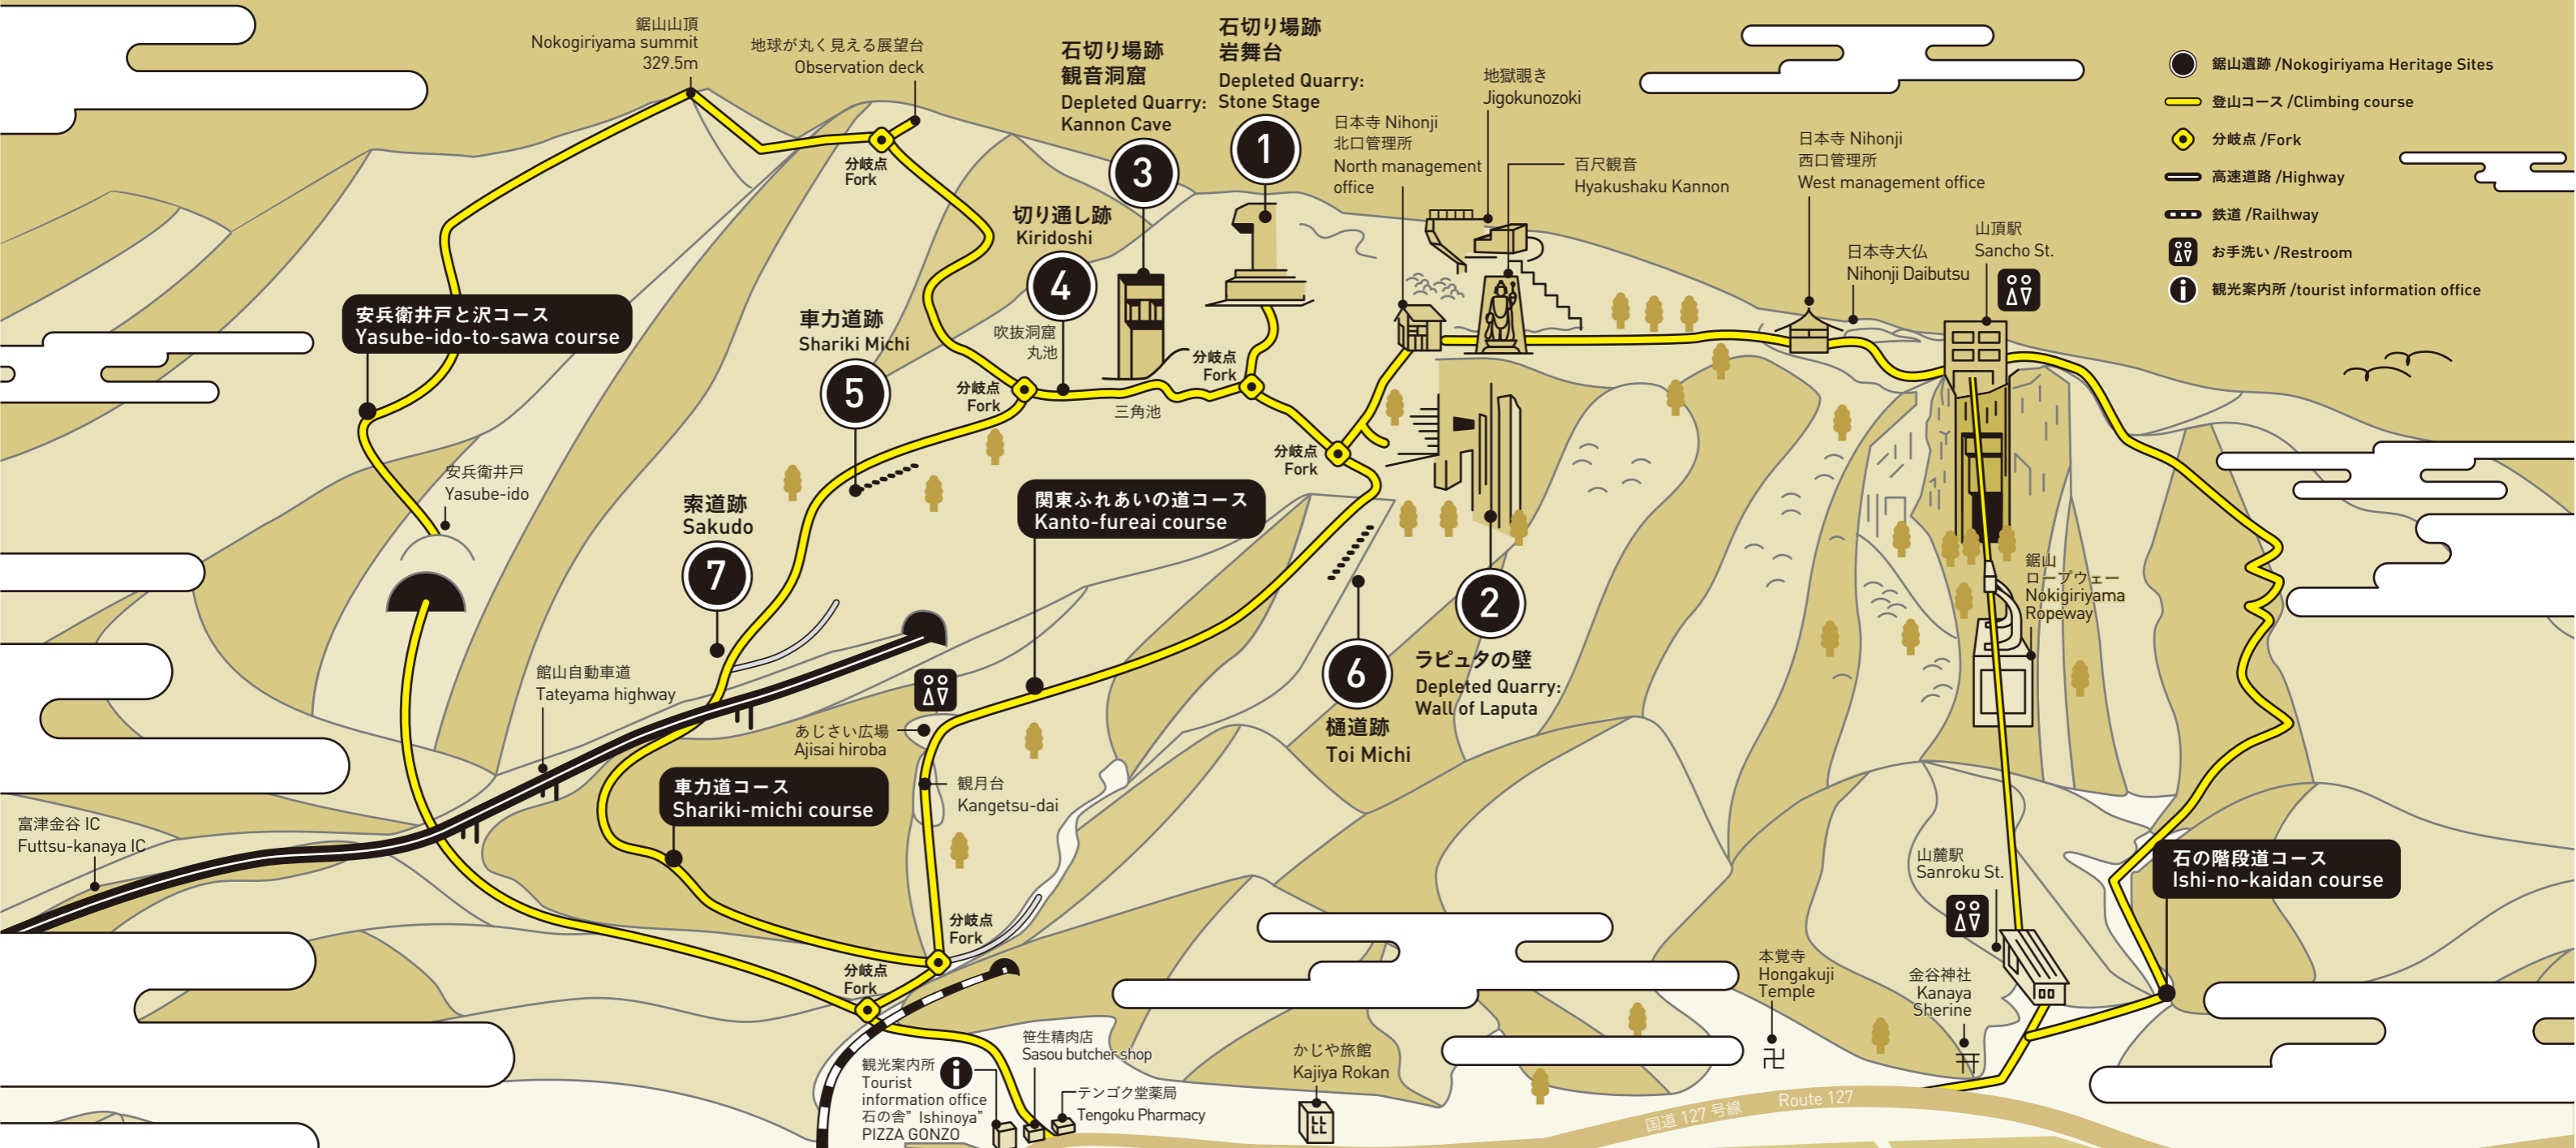 鋸山山頂
Nokogiriyama summit
329.5m
地球が丸く見える展望台
Observation deck
石切り場跡
観音洞窟
Depleted Quarry:
Kannon Cave
3
石切り場跡
岩舞台
Depleted Quarry:
Stone Stage
1
地獄覗き
Jigokunozoki
日本寺 Nihonji
北口管理所
North management
office
百尺観音
Hyakushaku Kannon
日本寺 Nihonji
西口管理所
West management office
日本寺大仏
Nihonji Daibutsu
山頂駅
Sancho St.
鋸山遺跡 /Nokogiriyama Heritage Sites
登山コース /Climbing course
分岐点 /Fork
高速道路 /Highway
鉄道 /Railhway
お手洗い /Restroom
観光案内所 /tourist information office
分岐点
Fork
切り通し跡
Kiridoshi
4
吹抜洞窟
丸池
車力道跡
Shariki Michi
5
分岐点
Fork
分岐点
Fork
三角池
分岐点
Fork
安兵衛井戸と沢コース
Yasube-ido-to-sawa course
安兵衛井戸
Yasube-ido
索道跡
Sakudo
7
関東ふれあいの道コース
Kanto-fureai course
2
ラピュタの壁
Depleted Quarry:
Wall of Laputa
6
樋道跡
Toi Michi
鋸山
ロープウェー
Nokigiriyama
Ropeway
館山自動車道
Tateyama highway
あじさい広場
Ajisai hiroba
観月台
Kangetsu-dai
車力道コース
Shariki-michi course
富津金谷 IC
Futtsu-kanaya IC
分岐点
Fork
分岐点
Fork
山麓駅
Sanroku St.
石の階段道コース
Ishi-no-kaidan course
本覚寺
Hongakuji
Temple
金谷神社
Kanaya
Sherine
観光案内所
Tourist
information office
石の舎” Ishinoya”
PIZZA GONZO
笹生精肉店
Sasou butcher shop
テンゴク堂薬局
Tengoku Pharmacy
かじや旅館
Kajiya Rokan
国道 127 号線 Route 127